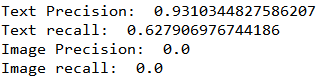 Text Precision:  0.9310344827586207
Text recall:  0.627906976744186
Image Precision:  0.0
Image recall:  0.0